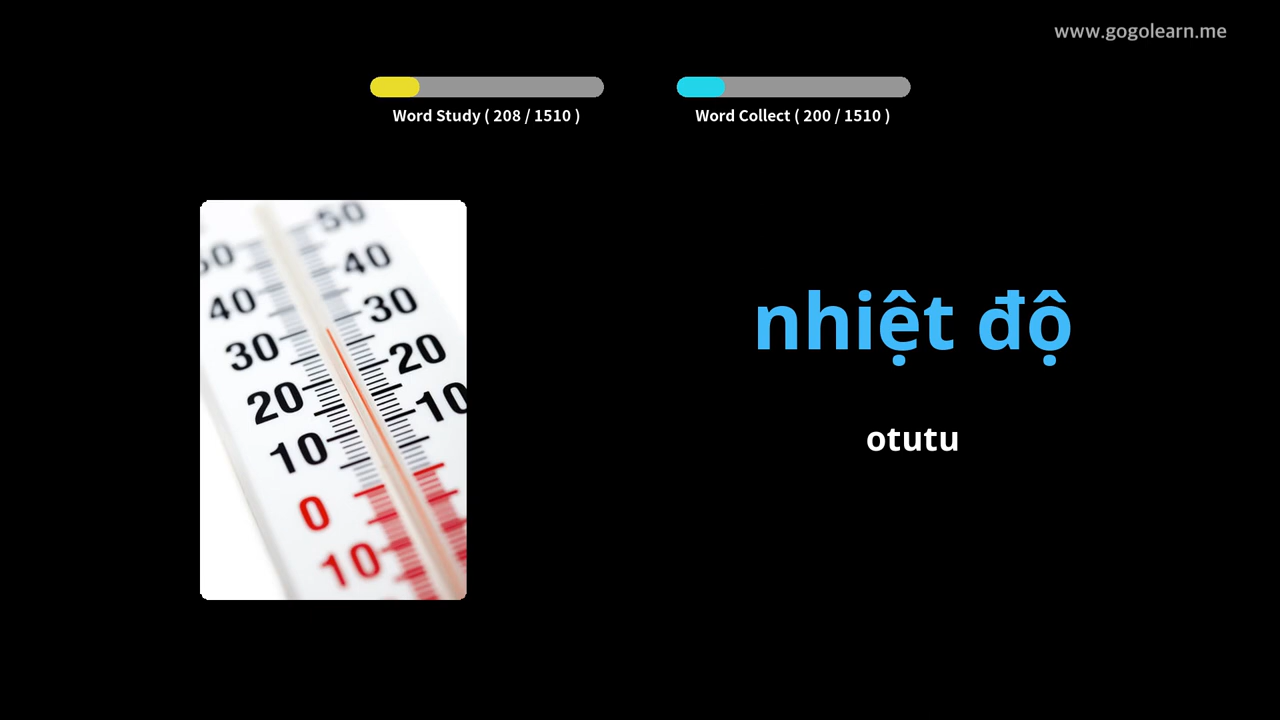 www.gogolearn.me
Word Study ( 208 / 1510 )
Word Collect ( 200 / 1510 )
50
50
40
40
30
30
20
20
10
10
0
10
nhiệt độ
otutu